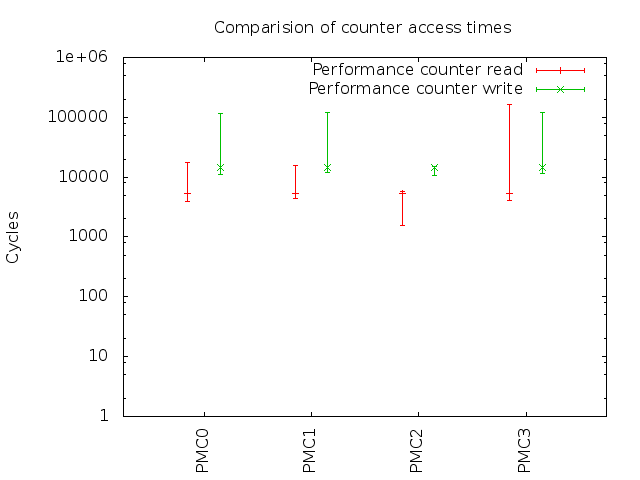 Comparision of counter access times
1e+06
100000
10000
1000
100
10
1
Cycles
Performance counter read
Performance counter write
PMC0
PMC1
PMC2
PMC3